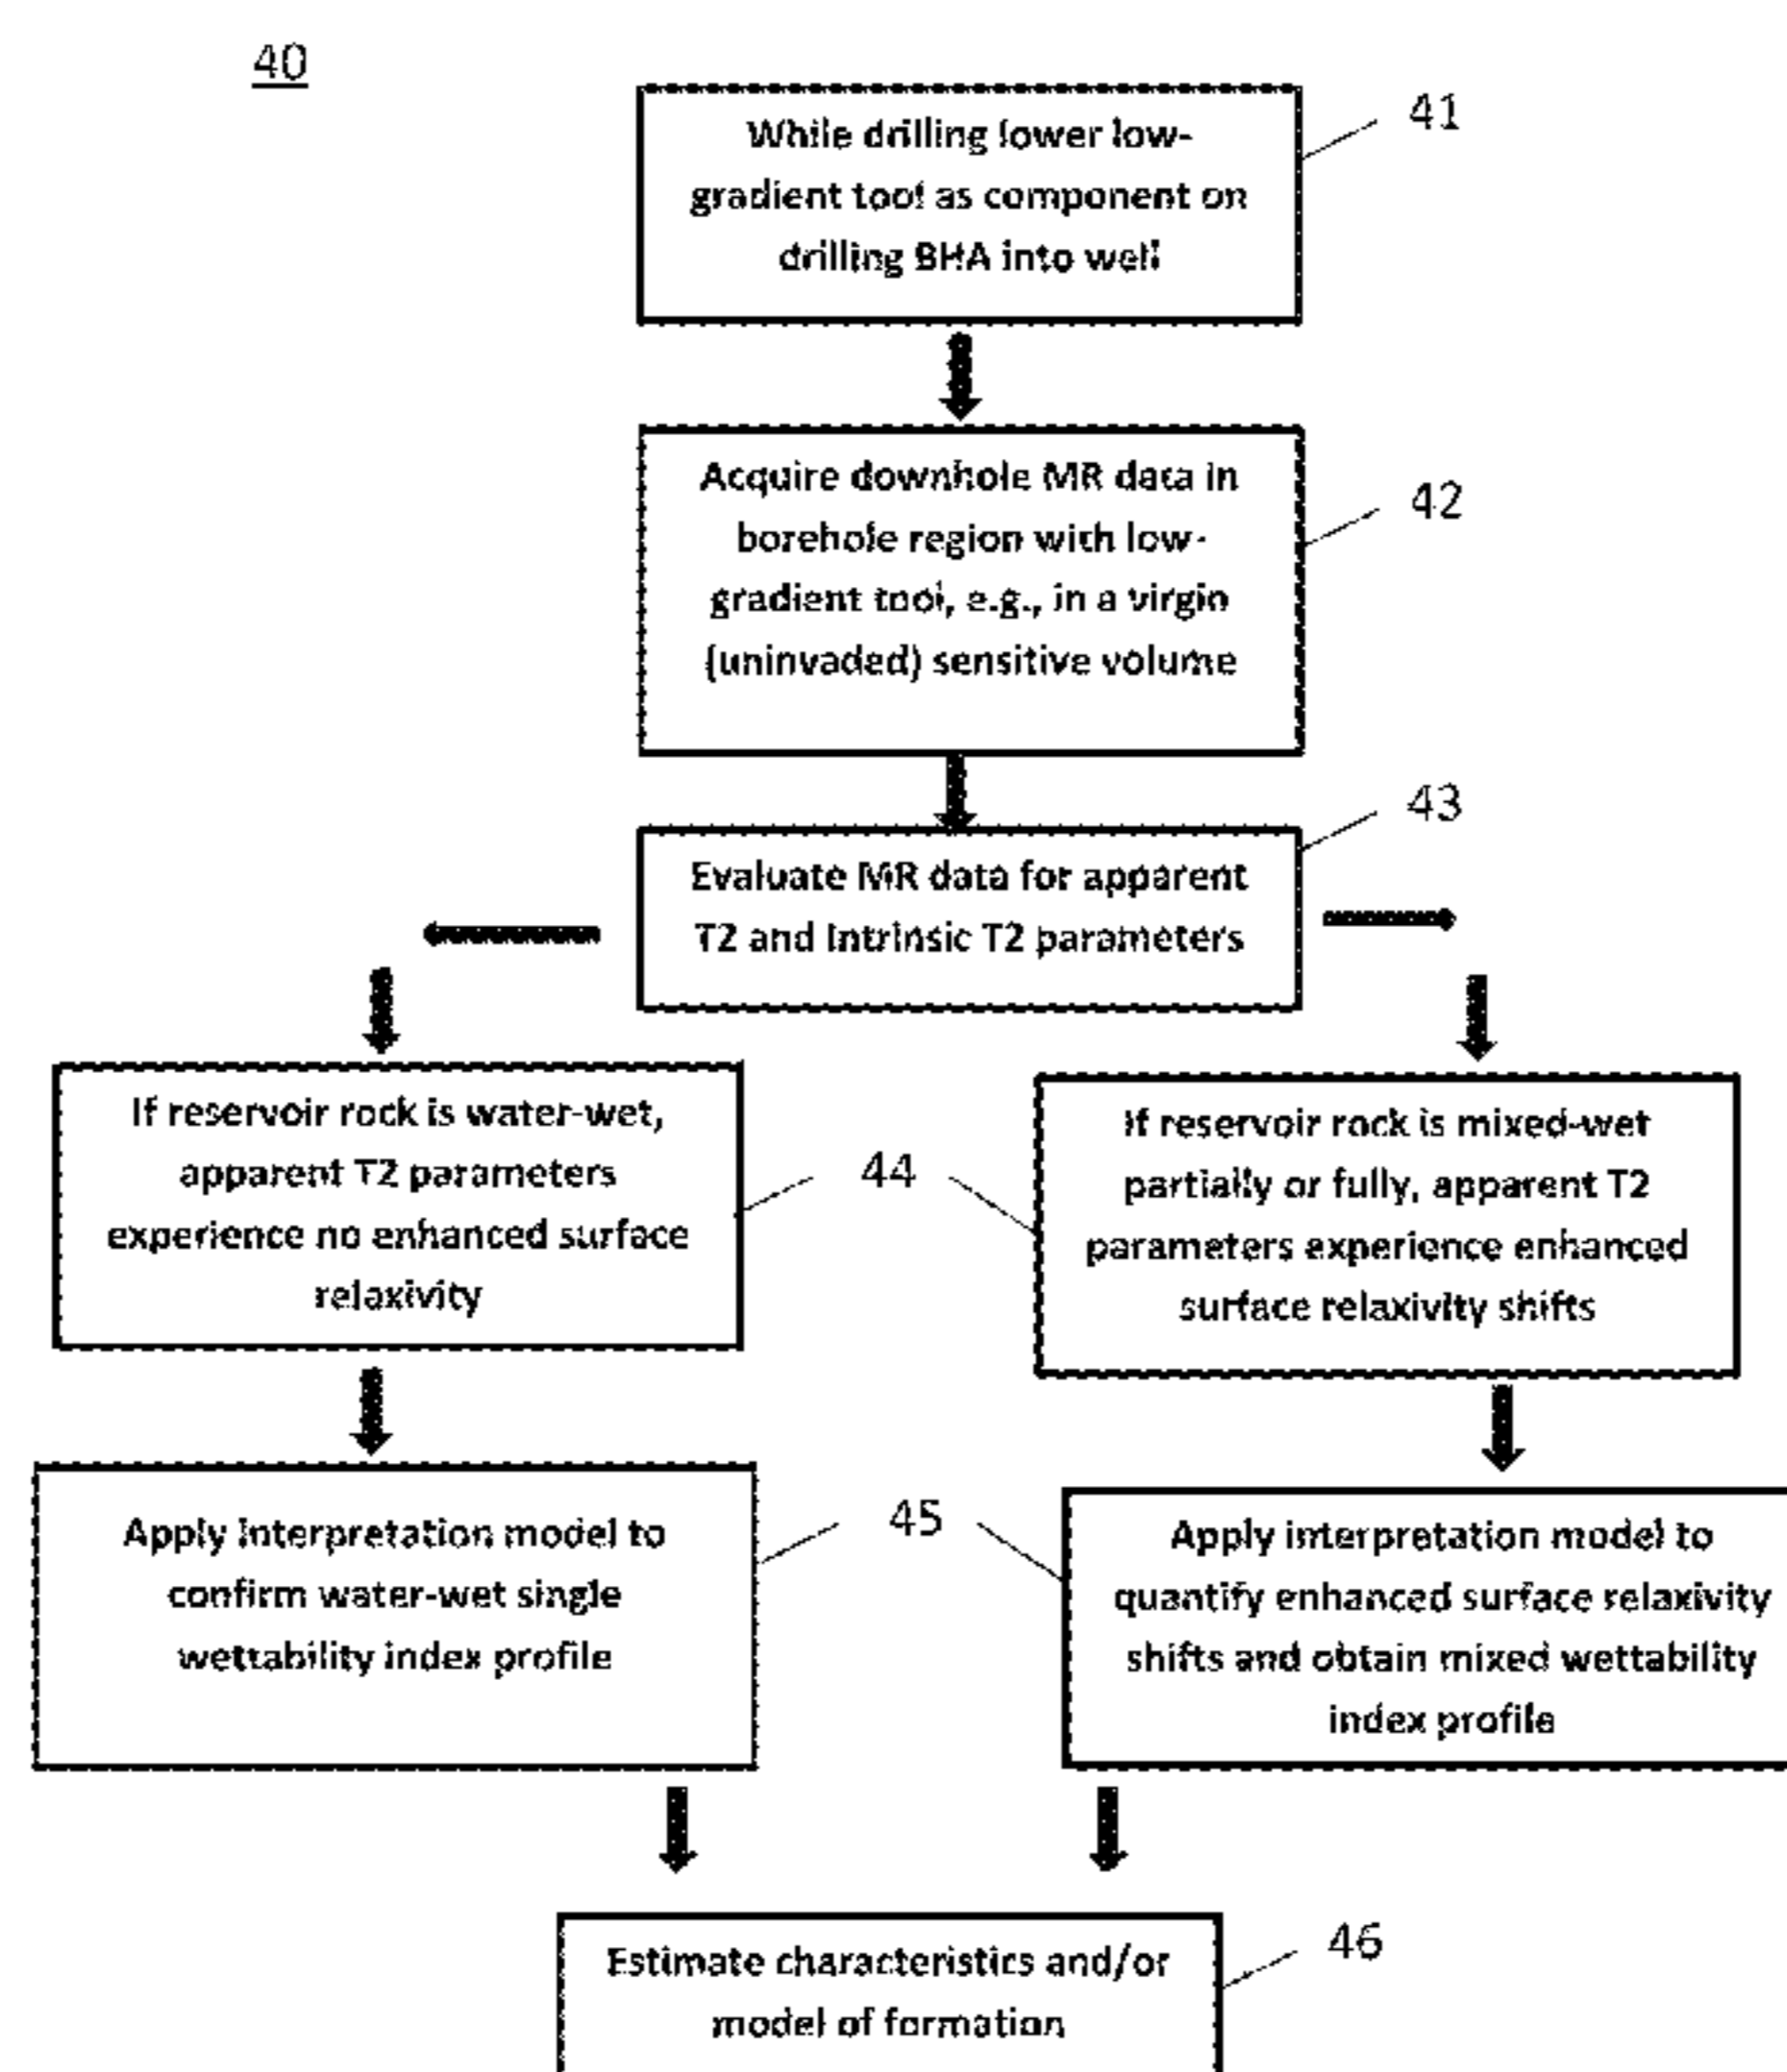 40
While drilling lower low-
gradient tool as component on
drilling BHA into well
41
Acquire downhole MR data in
borehole region with low-
gradient tool, e.g., in a virgin
(uninvaded) sensitive volume
42
Evaluate MR data for apparent
T2 and Intrinsic T2 parameters
43
If reservoir rock is water-wet,
apparent T2 parameters
experience no enhanced surface
relaxivity
44
If reservoir rock is mixed-wet
partially or fully, apparent T2
parameters experience enhanced
surface relaxivity shifts
Apply interpretation model to
confirm water-wet single
wettability index profile
45
Apply interpretation model to
quantify enhanced surface relaxivity
shifts and obtain mixed wettability
index profile
Estimate characteristics and/or
model of formation
46